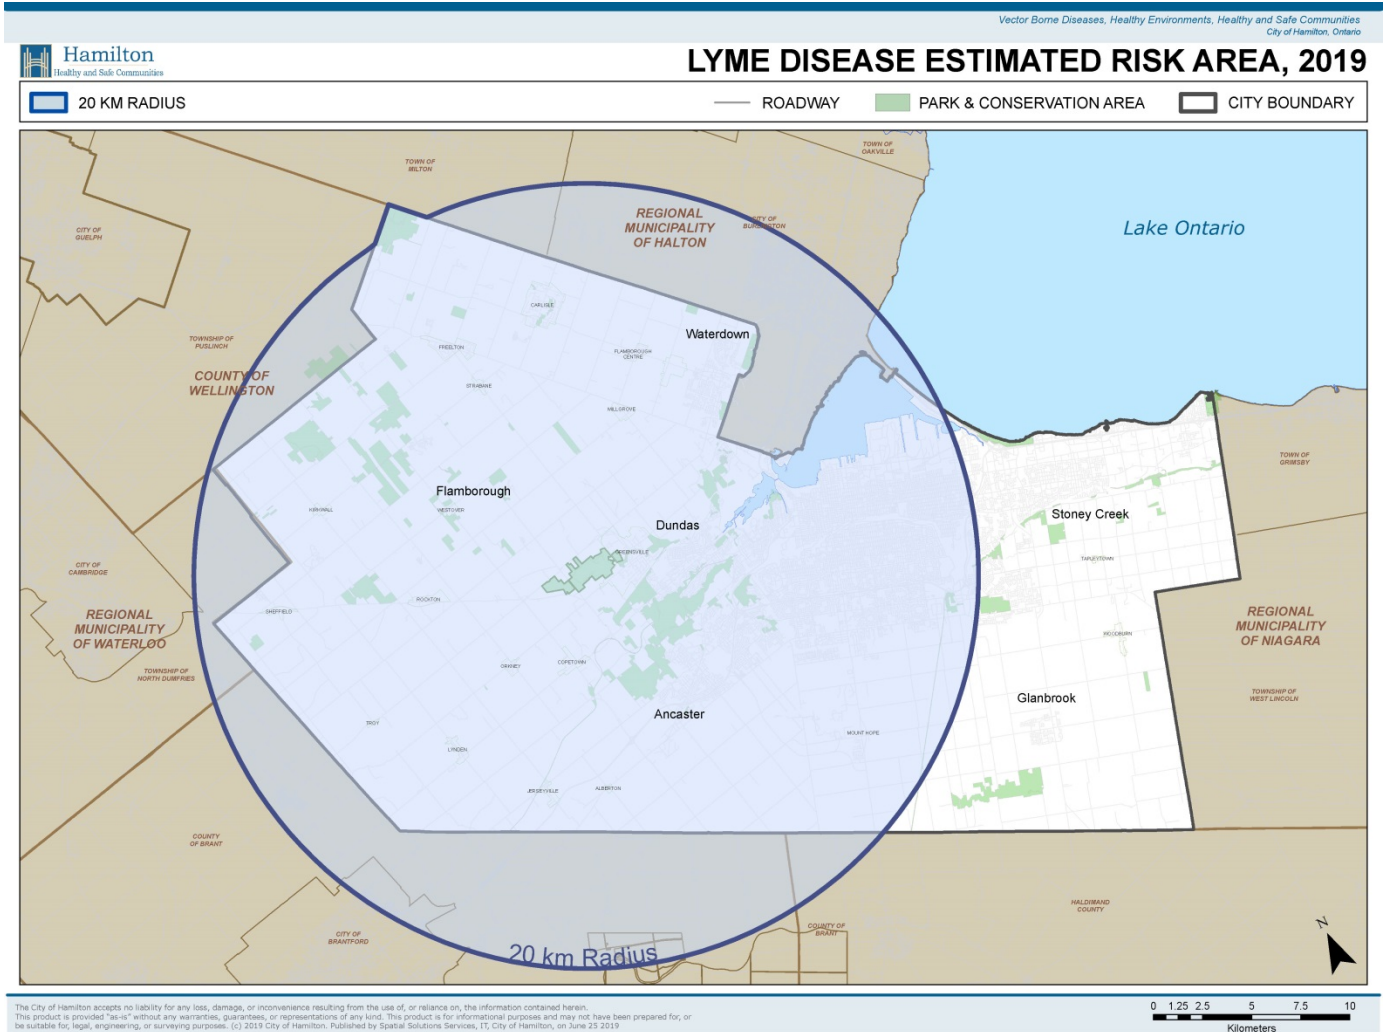 Vector Borne Diseases, Healthy Environments, Healthy and Safe Communities
City of Hamilton, Ontario
Hamilton
Healthy and Safe Communities
LYME DISEASE ESTIMATED RISK AREA, 2019
20 KM RADIUS
ROADWAY
PARK & CONSERVATION AREA
CITY BOUNDARY
TOWN OF
OAKVILLE
TOWN OF
MILTON
CITY OF
GUELPH
REGIONAL
MUNICIPALITY
OF HALTON
CITY OF
BURLINGTON
Lake Ontario
CARLISLE
TOWNSHIP OF
PUSLINCH
COUNTY OF
WELLINGTON
FREELTON
STRABANE
FLAMBOROUGH
CENTRE
Waterdown
MILLGROVE
Flamborough
WESTOVER
KIRKWALL
Dundas
GREENSVILLE
Stoney Creek
TAPLEYTOWN
TOWN OF
GRIMSBY
CITY OF
CAMBRIDGE
REGIONAL
MUNICIPALITY
OF WATERLOO
SHEFFIELD
ROCKTON
WOODBURN
REGIONAL
MUNICIPALITY
OF NIAGARA
TOWNSHIP OF
NORTH DUMFRIES
ORKNEY
COPETOWN
Ancaster
Glanbrook
TOWNSHIP OF
WEST LINCOLN
TROY
LYNDEN
MOUNT HOPE
JERSEYVILLE
ALBERTON
COUNTY
OF BRANT
CITY OF
BRANTFORD
20 km Radius
COUNTY OF
BRANT
HALDIMAND
COUNTY
N
The City of Hamilton accepts no liability for any loss, damage, or inconvenience resulting from the use of, or reliance on, the information contained herein.
This product is provided "as-is" without any warranties, guarantees, or representations of any kind. This product is for informational purposes and may not have been prepared for, or
be suitable for, legal, engineering, or surveying purposes. (c) 2019 City of Hamilton. Published by Spatial Solutions Services, IT, City of Hamilton, on June 25 2019
0 1.25 2.5 5 7.5 10
Kilometers